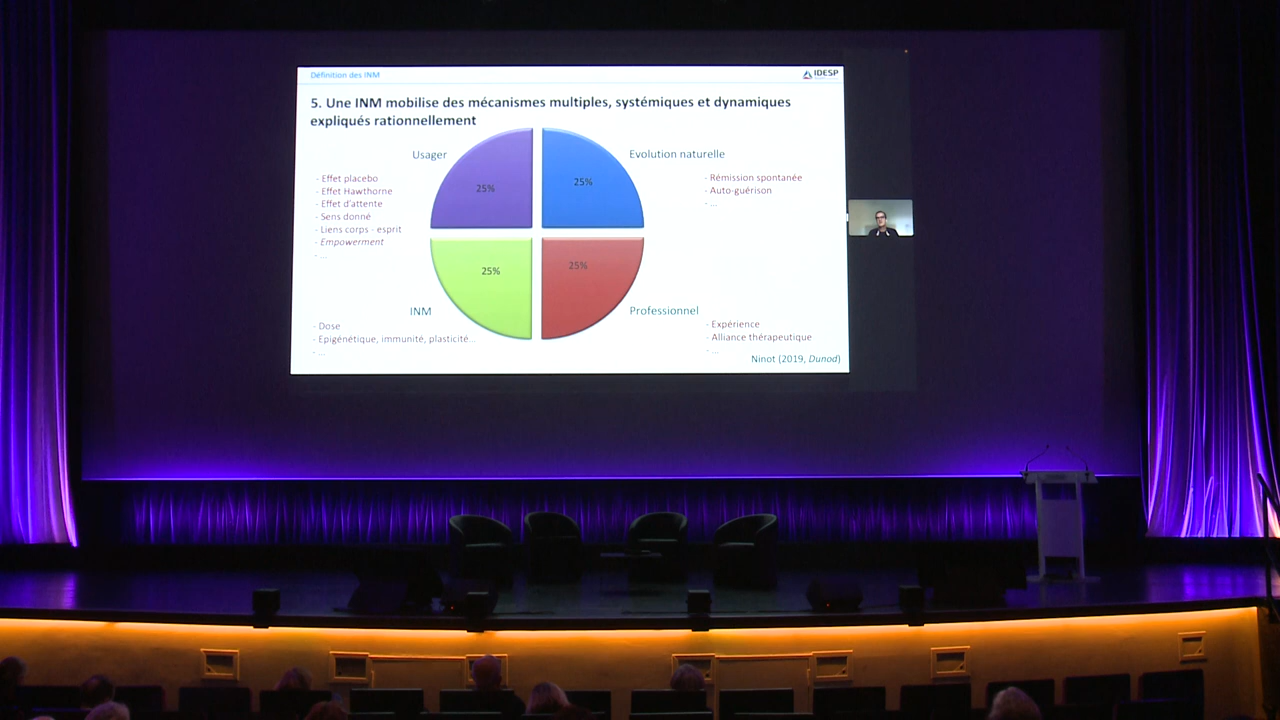 Définition des INM
IDESP
5. Une INM mobilise des mécanismes multiples, systémiques et dynamiques
expliqués rationnellement
Usager
- Effet placebo
- Effet Hawthorne
- Effet d'attente
- Sens donné
- Liens corps - esprit
- Empowerment
- ...
25%
25%
Evolution naturelle
- Rémission spontanée
- Auto-guérison
- ...
25%
25%
INM
- Dose
- Epigénétique, immunité, plasticité...
- ...
Professionnel
- Expérience
- Alliance thérapeutique
- ...
Ninot (2019, Dunod)